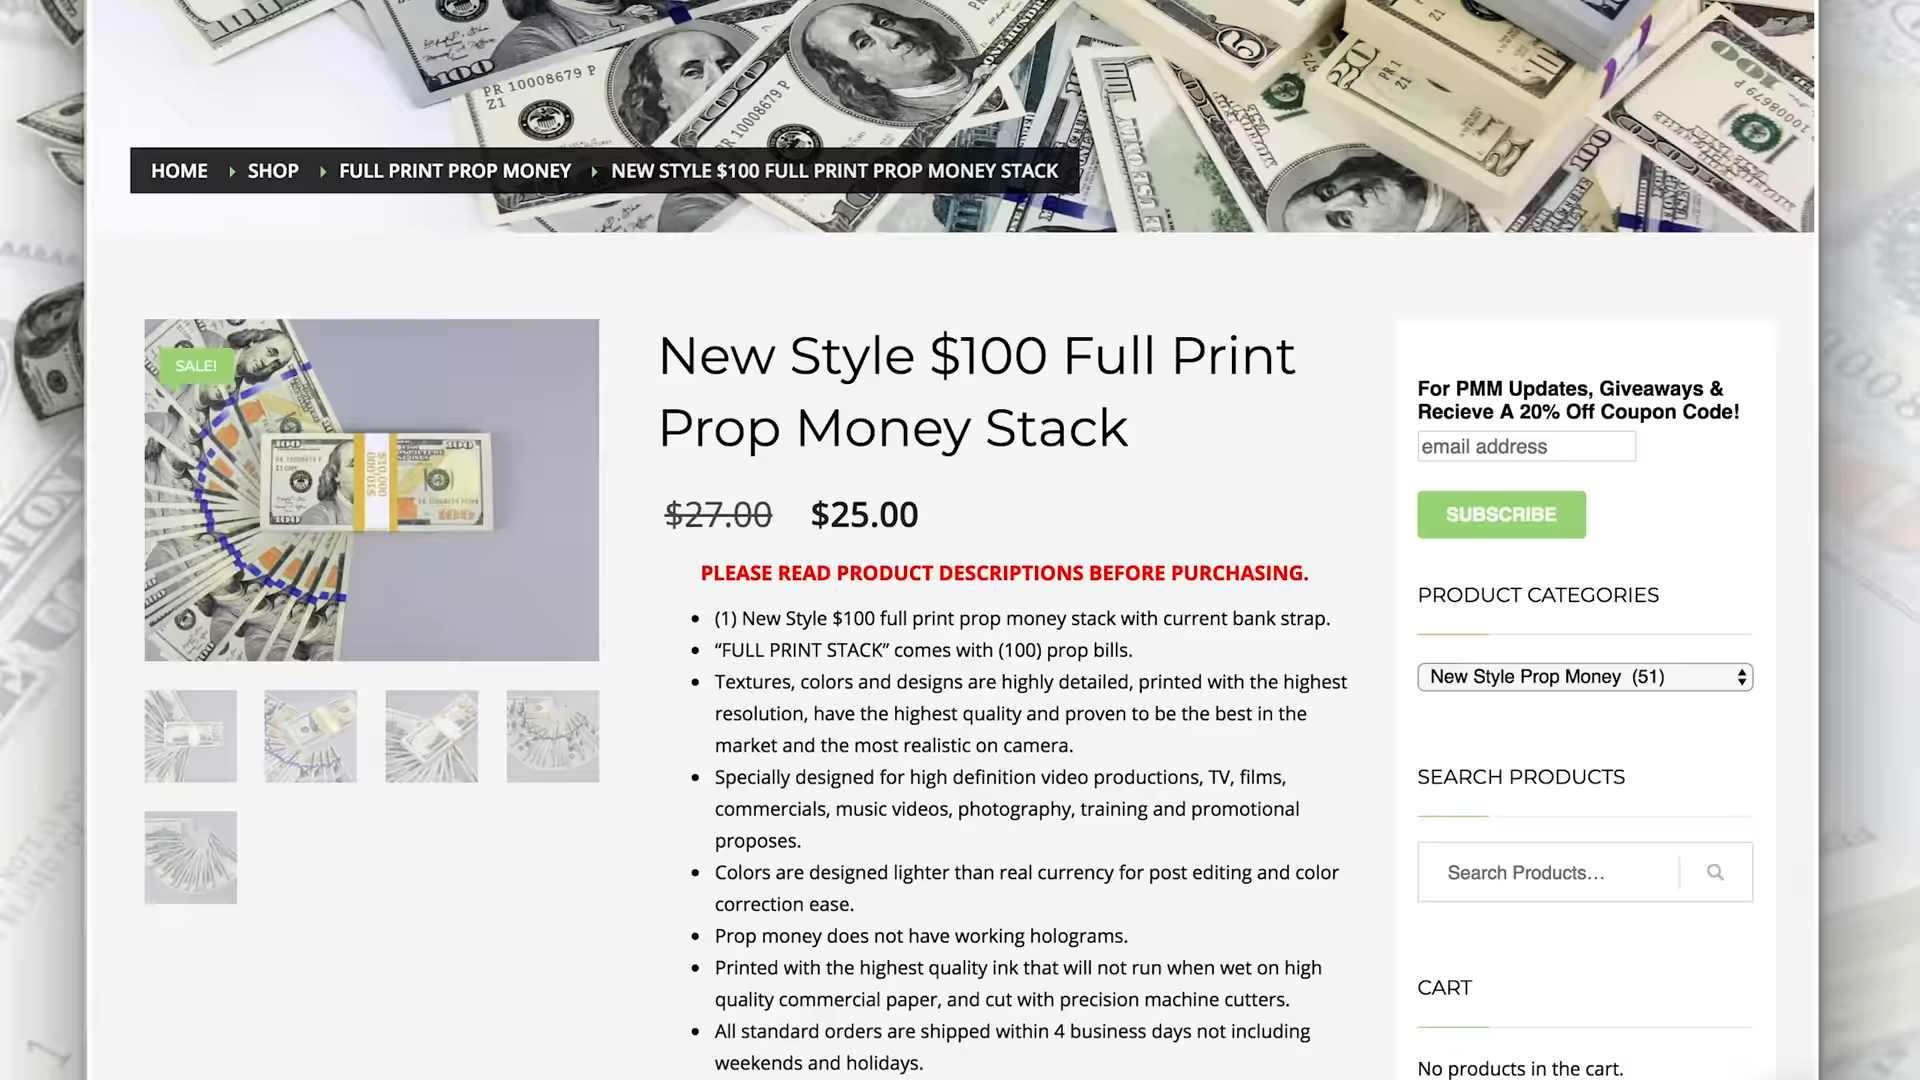 100
PR 10008679 P
Z1
PR 10008679 P
10008679 P
100
HOME SHOP FULL PRINT PROP MONEY NEW STYLE $100 FULL PRINT PROP MONEY STACK
SALE!
New Style $100 Full Print
Prop Money Stack
$27.00 $25.00
PLEASE READ PRODUCT DESCRIPTIONS BEFORE PURCHASING.
(1) New Style $100 full print prop money stack with current bank strap.
“FULL PRINT STACK” comes with (100) prop bills.
Textures, colors and designs are highly detailed, printed with the highest
resolution, have the highest quality and proven to be the best in the
market and the most realistic on camera.
Specially designed for high definition video productions, TV, films,
commercials, music videos, photography, training and promotional
proposes.
Colors are designed lighter than real currency for post editing and color
correction ease.
Prop money does not have working holograms.
Printed with the highest quality ink that will not run when wet on high
quality commercial paper, and cut with precision machine cutters.
All standard orders are shipped within 4 business days not including
weekends and holidays.
For PMM Updates, Giveaways &
Recieve A 20% Off Coupon Code!
email address
SUBSCRIBE
PRODUCT CATEGORIES
New Style Prop Money (51)
SEARCH PRODUCTS
Search Products…
CART
No products in the cart.